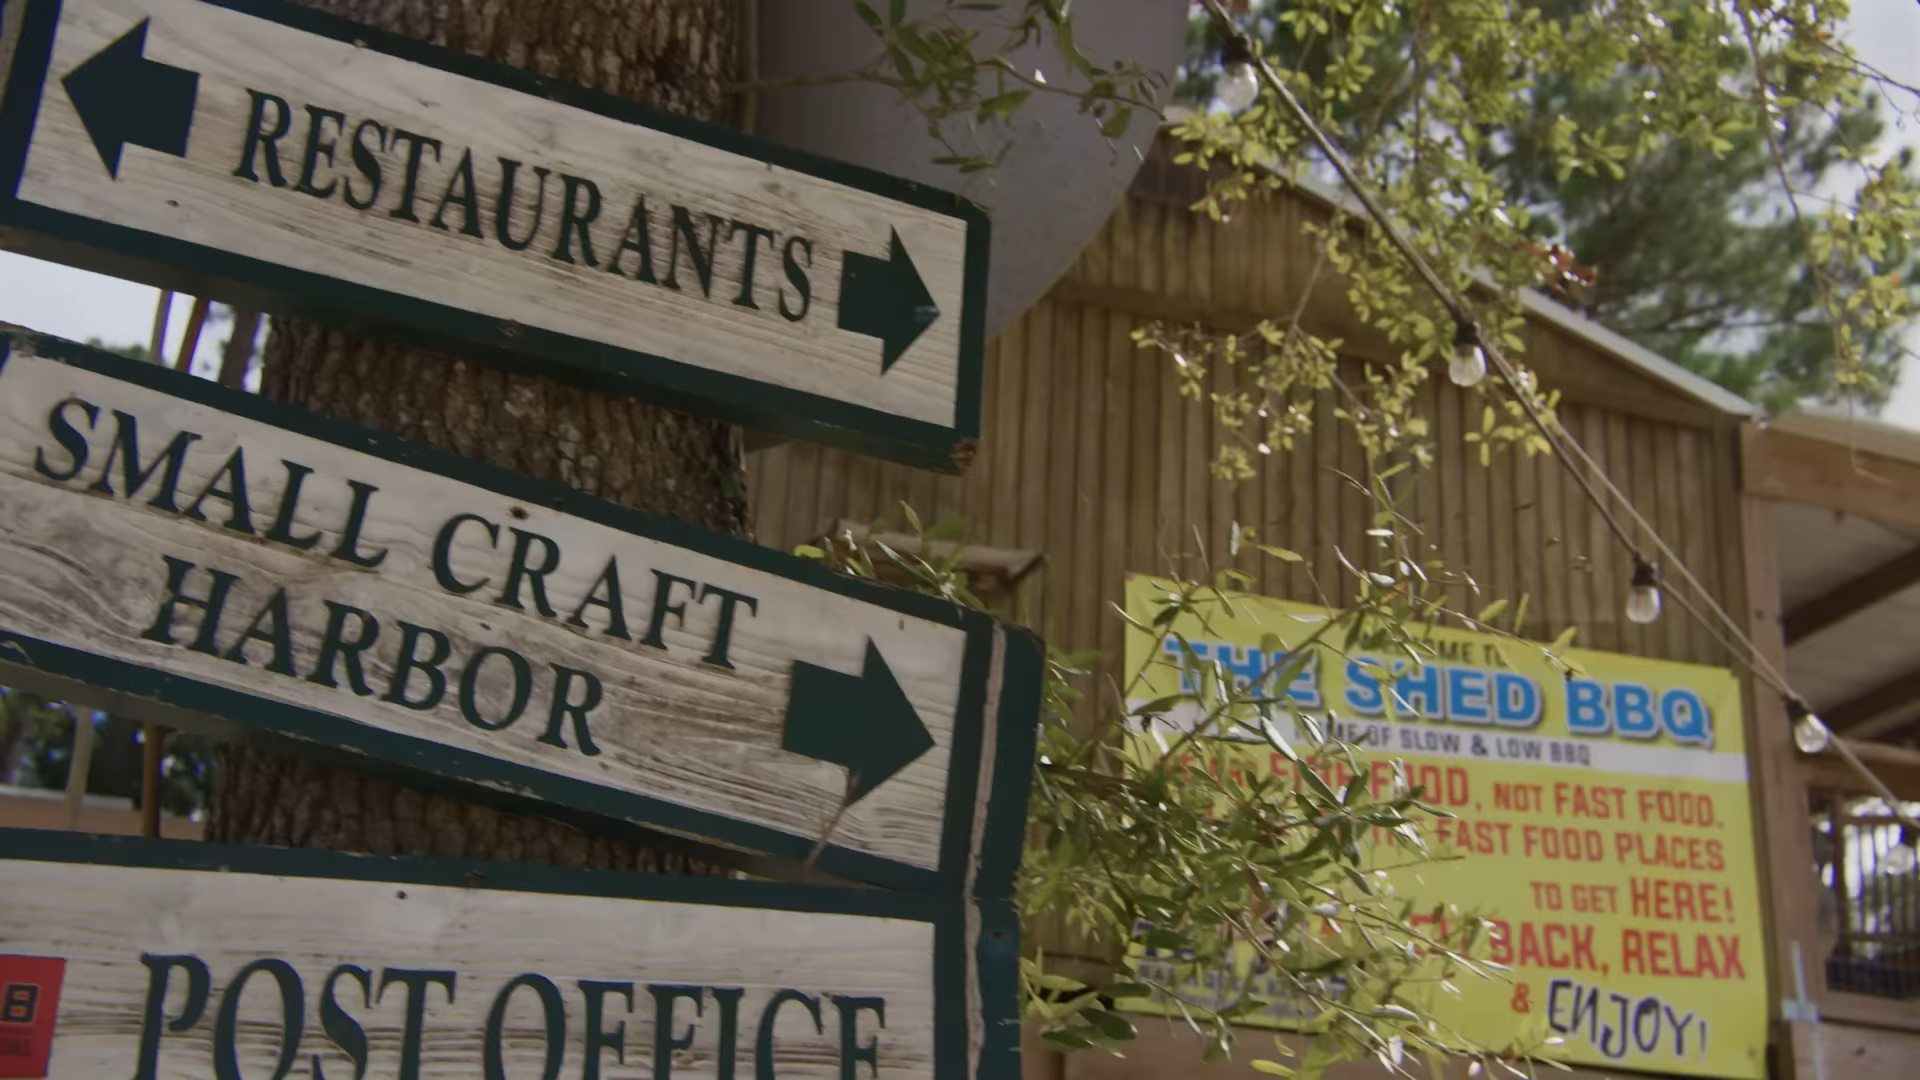 RESTAURANTS
SMALL CRAFT
HARBOR
POST OFFICE
THE SHED BBQ
OF SLOW & LOW BBQ
FOOD, NOT FAST FOOD.
FAST FOOD PLACES
TO GET HERE!
BACK, RELAX
& ENJOY!